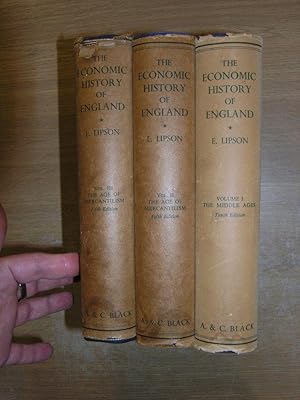 THE
ECONOMIC
HISTORY
OF
ENGLAND
★
E. LIPSON
VOL. III
THE AGE OF
MERCANTILISM
Fifth Edition
A. & C. BLACK
THE
ECONOMIC
HISTORY
OF
ENGLAND
★
E. LIPSON
VOL. II
THE AGE OF
MERCANTILISM
Fifth Edition
A. & C. BLACK
THE
ECONOMIC
HISTORY
OF
ENGLAND
★
E. LIPSON
VOLUME I
THE MIDDLE AGES
Tenth Edition
A. & C. BLACK